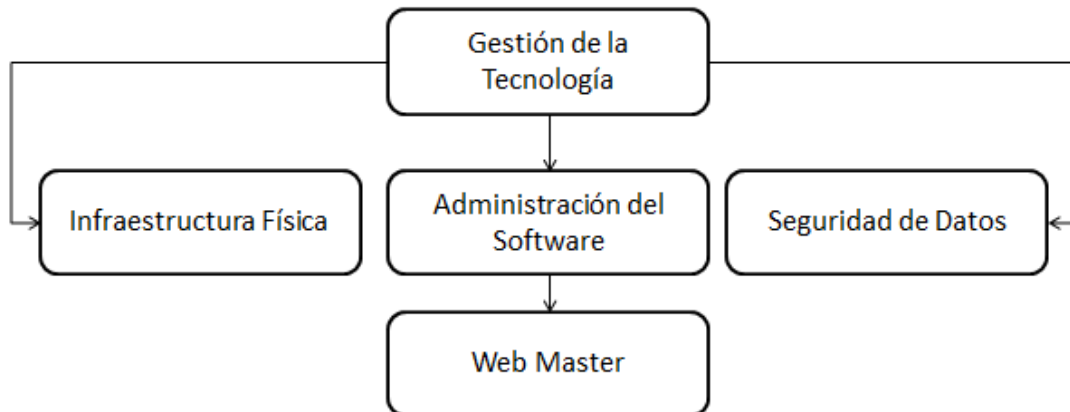 Gestión de la
Tecnología
Infraestructura Física
Administración del
Software
Seguridad de Datos
Web Master